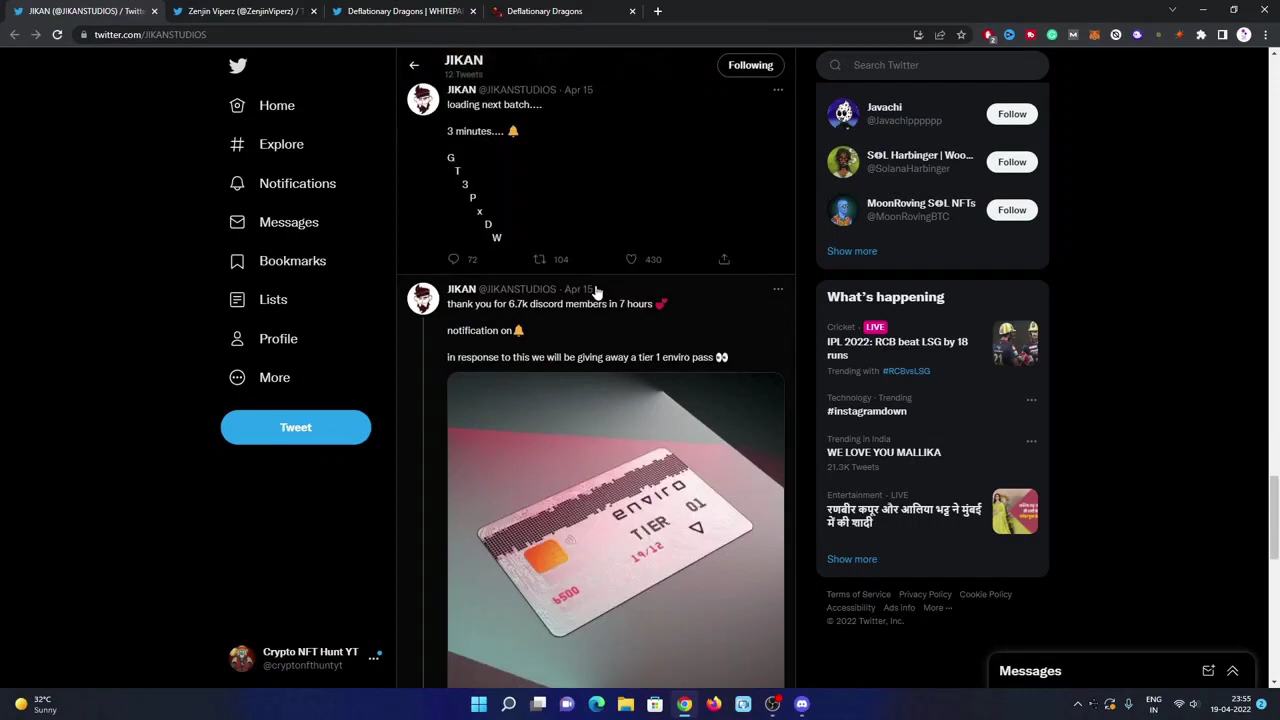 JIKAN (@JIKANSTUDIOS) / Twitt
Zenjin Viperz (@ZenjinViperz) / T
Deflationary Dragons | WHITEPA
Deflationary Dragons
twitter.com/JIKANSTUDIOS
Home
Explore
Notifications
Messages
Bookmarks
Lists
Profile
More
Tweet
Crypto NFT Hunt YT
@cryptonfthuntyt
JIKAN
12 Tweets
Following
JIKAN @JIKANSTUDIOS · Apr 15
loading next batch....
3 minutes.... 🔔
G
T
3
P
x
D
W
72 104 430
JIKAN @JIKANSTUDIOS · Apr 15
thank you for 6.7k discord members in 7 hours 💕
notification on🔔
in response to this we will be giving away a tier 1 enviro pass 👀
enviro
TIER 01
19/12
6500
Search Twitter
Javachi
@Javachipppppp
Follow
S⊙L Harbinger | Woo...
@SolanaHarbinger
Follow
MoonRoving S⊙L NFTs
@MoonRovingBTC
Follow
Show more
What's happening
Cricket · LIVE
IPL 2022: RCB beat LSG by 18
runs
Trending with #RCBvsLSG
Technology · Trending
#instagramdown
Trending in India
WE LOVE YOU MALLIKA
21.3K Tweets
Entertainment · LIVE
रणबीर कपूर और आलिया भट्ट ने मुंबई
में की शादी
Show more
Terms of Service Privacy Policy Cookie Policy
Accessibility Ads info More ···
© 2022 Twitter, Inc.
Messages
32°C
Sunny
ENG
IN
23:55
19-04-2022
2